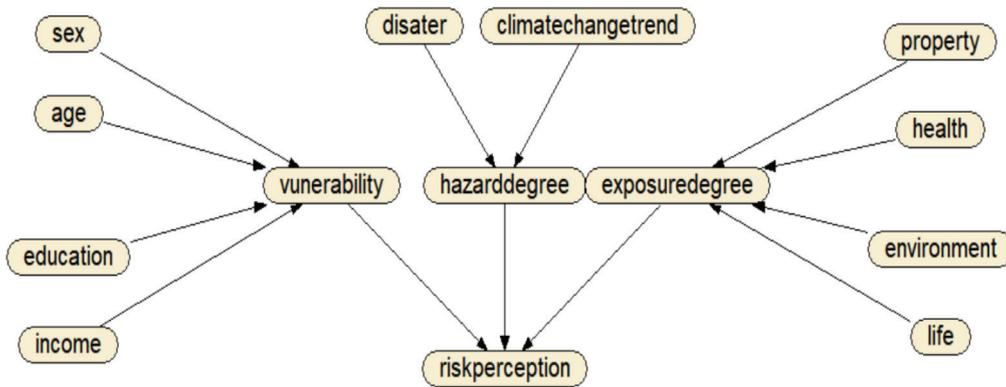 sex
disater
climatechangetrend
property
age
health
vunerability
hazarddegree
exposuredegree
education
environment
income
life
riskperception